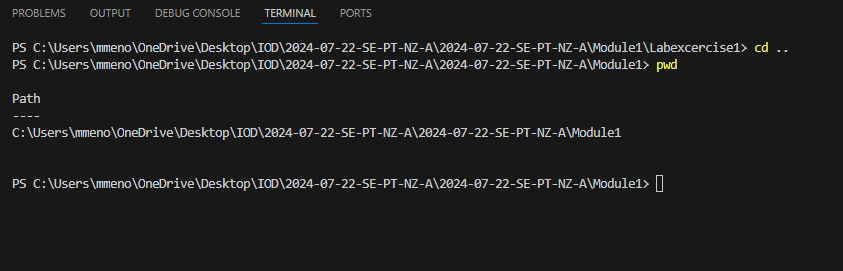 PROBLEMS OUTPUT DEBUG CONSOLE TERMINAL PORTS
PS C:\Users\mmeno\OneDrive\Desktop\IOD\2024-07-22-SE-PT-NZ-A\2024-07-22-SE-PT-NZ-A\Module1\Labexcercise1> cd ..
PS C:\Users\mmeno\OneDrive\Desktop\IOD\2024-07-22-SE-PT-NZ-A\2024-07-22-SE-PT-NZ-A\Module1> pwd
Path
----
C:\Users\mmeno\OneDrive\Desktop\IOD\2024-07-22-SE-PT-NZ-A\2024-07-22-SE-PT-NZ-A\Module1
PS C:\Users\mmeno\OneDrive\Desktop\IOD\2024-07-22-SE-PT-NZ-A\2024-07-22-SE-PT-NZ-A\Module1>